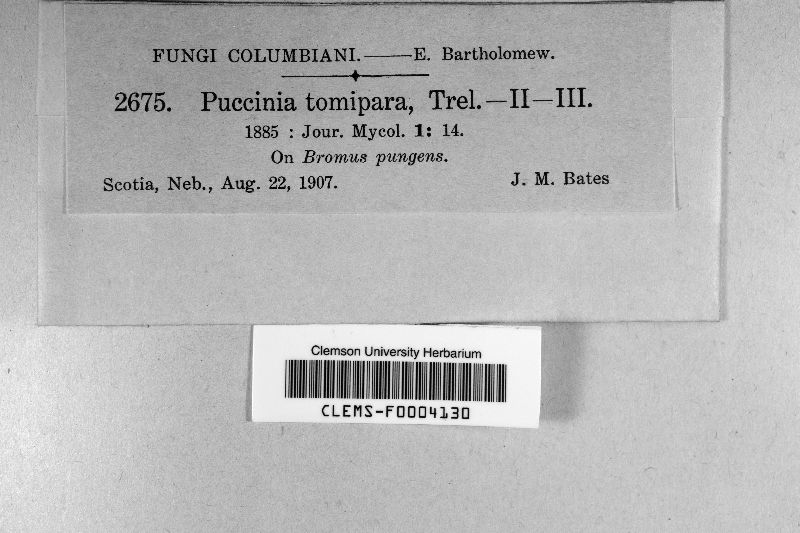 FUNGI COLUMBIANI.——E. Bartholomew.
2675. Puccinia tomipara, Trel.—II—III.
1885 : Jour. Mycol. 1: 14.
On Bromus pungens.
Scotia, Neb., Aug. 22, 1907. J. M. Bates
Clemson University Herbarium
CLEMS-F0004130